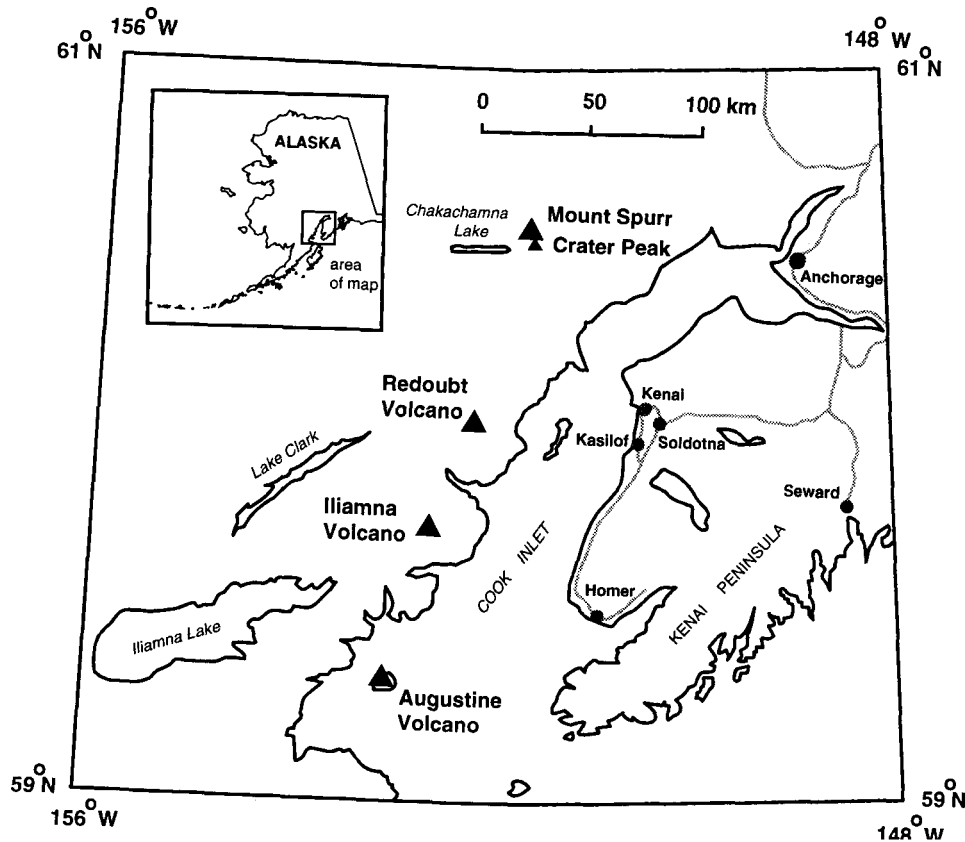 156° W
148° W
61° N
61° N
0 50 100 km
ALASKA
area
of map
Chakachamna
Lake
Mount Spurr
Crater Peak
Anchorage
Redoubt
Volcano
Kenai
Kasilof
Soldotna
Lake Clark
Iliamna
Volcano
Seward
COOK INLET
KENAI PENINSULA
Homer
Iliamna Lake
Augustine
Volcano
59° N
59° N
156° W
148° W